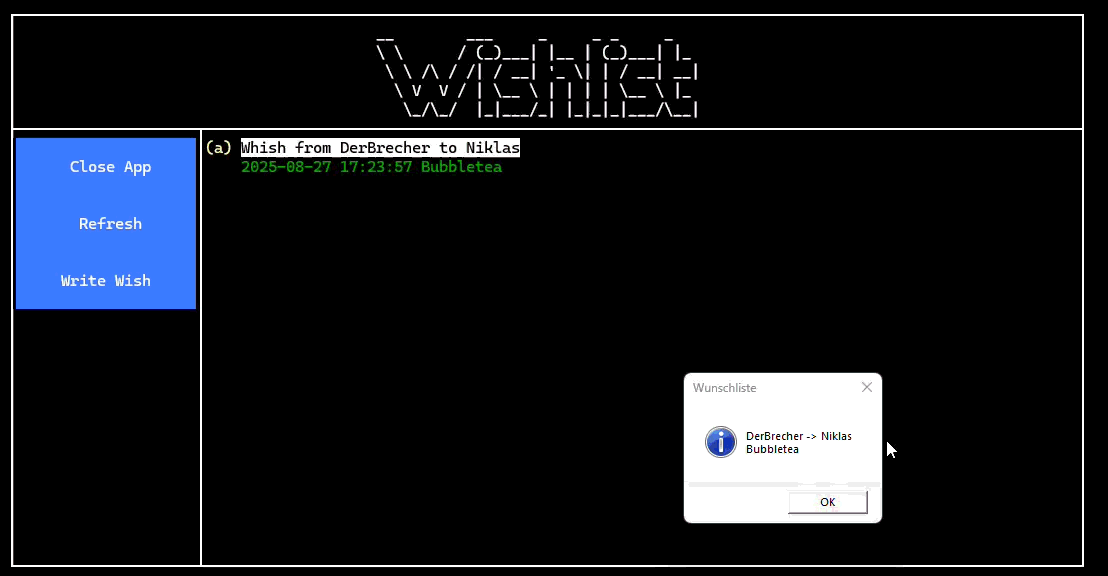 Wishlist
Close App
Refresh
Write Wish
(a) Whish from DerBrecher to Niklas
2025-08-27 17:23:57 Bubbletea
Wunschliste
DerBrecher -> Niklas
Bubbletea
OK